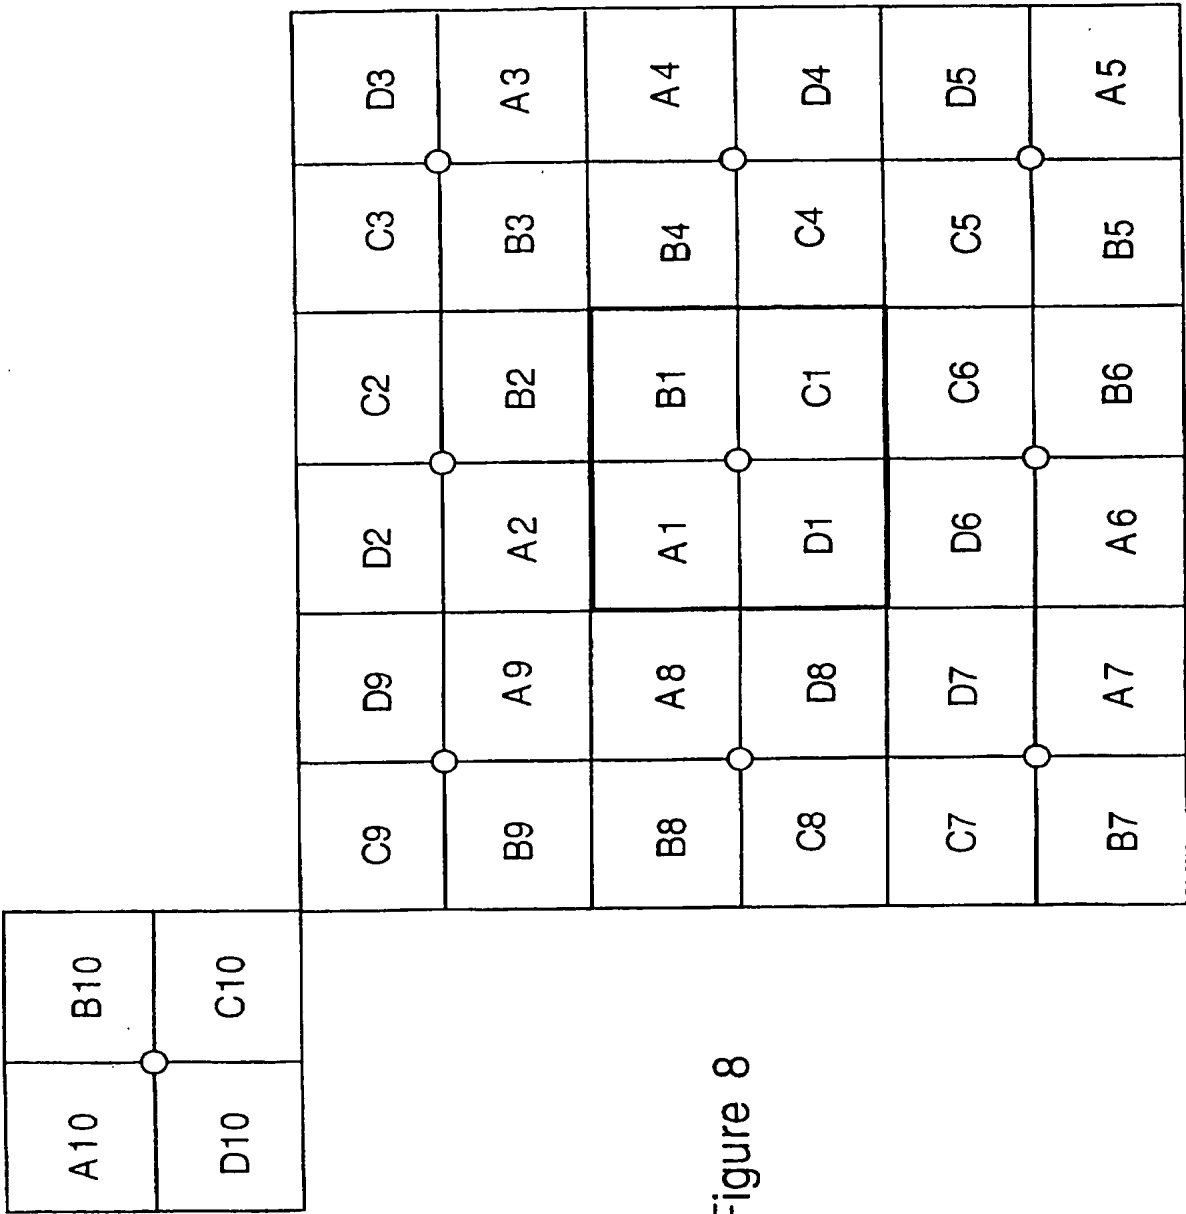 A10 B10
D10 C10
C9 D9 D2 C2 C3 D3
B9 A9 A2 B2 B3 A3
B8 A8 A1 B1 B4 A4
C8 D8 D1 C1 C4 D4
C7 D7 D6 C6 C5 D5
B7 A7 A6 B6 B5 A5
Figure 8